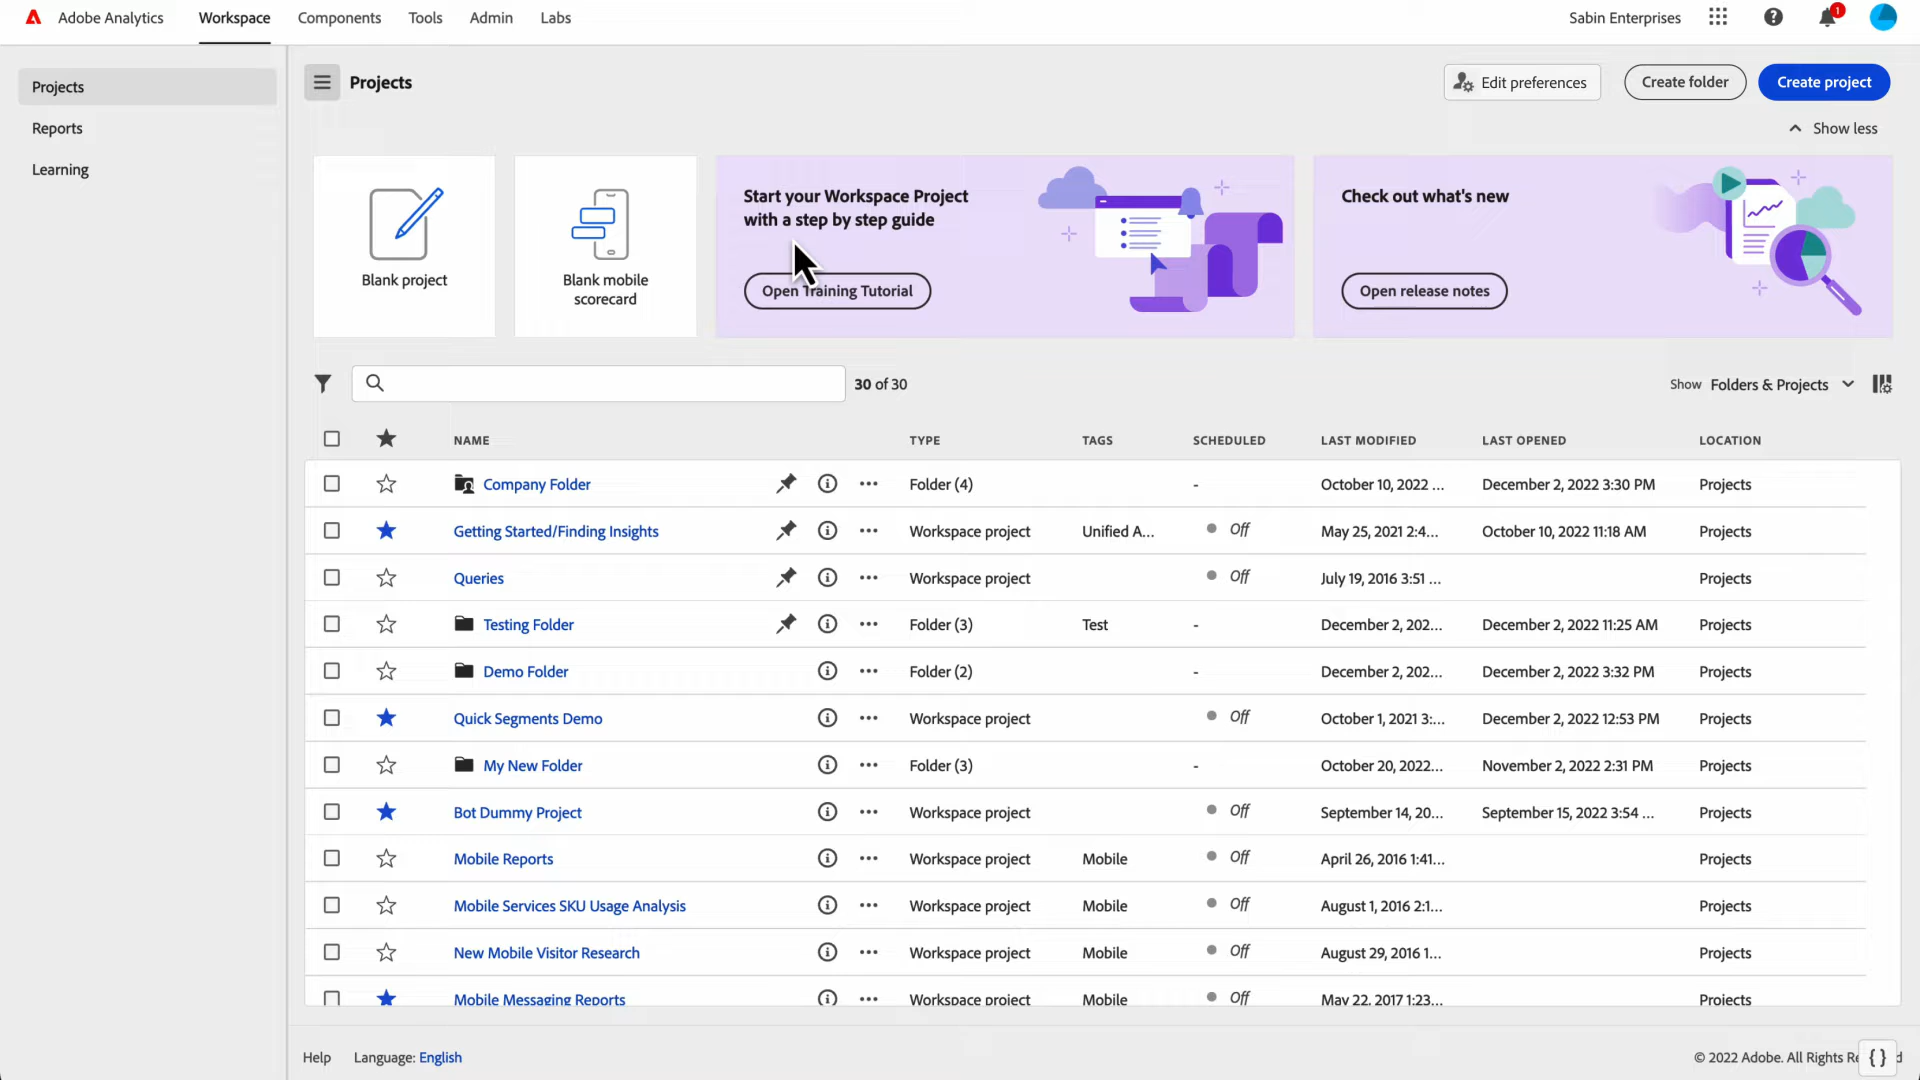 Adobe Analytics Workspace Components Tools Admin Labs Sabin Enterprises 1
Projects
Reports
Learning
Projects Edit preferences Create folder Create project
Show less
Blank project
Blank mobile
scorecard
Start your Workspace Project
with a step by step guide
Open Training Tutorial
Check out what's new
Open release notes
30 of 30 Show Folders & Projects
NAME TYPE TAGS SCHEDULED LAST MODIFIED LAST OPENED LOCATION
Company Folder Folder (4) - October 10, 2022 ... December 2, 2022 3:30 PM Projects
Getting Started/Finding Insights Workspace project Unified A... Off May 25, 2021 2:4... October 10, 2022 11:18 AM Projects
Queries Workspace project Off July 19, 2016 3:51 ... Projects
Testing Folder Folder (3) Test - December 2, 202... December 2, 2022 11:25 AM Projects
Demo Folder Folder (2) - December 2, 202... December 2, 2022 3:32 PM Projects
Quick Segments Demo Workspace project Off October 1, 2021 3:... December 2, 2022 12:53 PM Projects
My New Folder Folder (3) - October 20, 2022... November 2, 2022 2:31 PM Projects
Bot Dummy Project Workspace project Off September 14, 20... September 15, 2022 3:54 ... Projects
Mobile Reports Workspace project Mobile Off April 26, 2016 1:41... Projects
Mobile Services SKU Usage Analysis Workspace project Mobile Off August 1, 2016 2:1... Projects
New Mobile Visitor Research Workspace project Mobile Off August 29, 2016 1... Projects
Mobile Messaging Reports Workspace project Mobile Off May 22, 2017 1:23... Projects
Help Language: English © 2022 Adobe. All Rights Re {} d